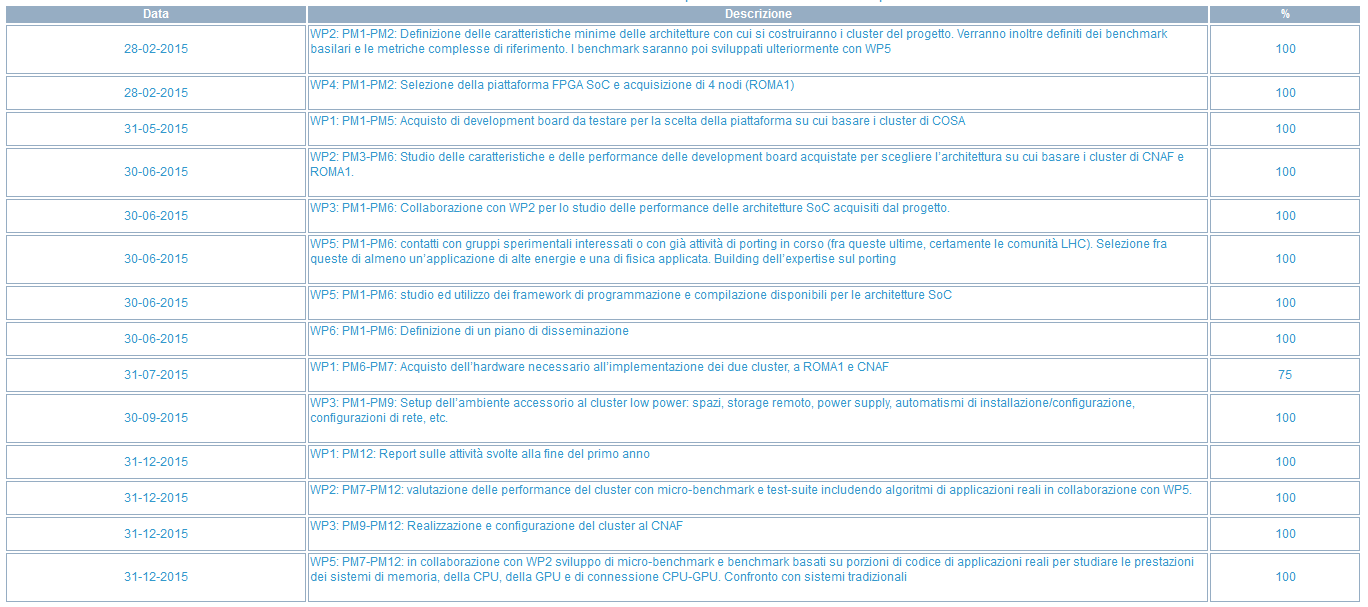 Data Descrizione %
WP2: PM1-PM2: Definizione delle caratteristiche minime delle architetture con cui si costruiranno i cluster del progetto. Verranno inoltre definiti dei benchmark
28-02-2015 basilari e le metriche complesse di riferimento. I benchmark saranno poi sviluppati ulteriormente con WP5 100
28-02-2015 WP4: PM1-PM2: Selezione della piattaforma FPGA SoC e acquisizione di 4 nodi (ROMA1) 100
31-05-2015 WP1: PM1-PM5: Acquisto di development board da testare per la scelta della piattaforma su cui basare i cluster di COSA 100
WP2: PM3-PM6: Studio delle caratteristiche e delle performance delle development board acquistate per scegliere l'architettura su cui basare i cluster di CNAF e
30-06-2015 ROMA1. 100
30-06-2015 WP3: PM1-PM6: Collaborazione con WP2 per lo studio delle performance delle architetture SoC acquisiti dal progetto. 100
WP5: PM1-PM6: contatti con gruppi sperimentali interessati o con già attività di porting in corso (fra queste ultime, certamente le comunità LHC). Selezione fra
30-06-2015 queste di almeno un'applicazione di alte energie e una di fisica applicata. Building dell'expertise sul porting 100
30-06-2015 WP5: PM1-PM6: studio ed utilizzo dei framework di programmazione e compilazione disponibili per le architetture SoC 100
30-06-2015 WP6: PM1-PM6: Definizione di un piano di disseminazione 100
31-07-2015 WP1: PM6-PM7: Acquisto dell'hardware necessario all'implementazione dei due cluster, a ROMA1 e CNAF 75
WP3: PM1-PM9: Setup dell'ambiente accessorio al cluster low power: spazi, storage remoto, power supply, automatismi di installazione/configurazione,
30-09-2015 configurazioni di rete, etc. 100
31-12-2015 WP1: PM12: Report sulle attività svolte alla fine del primo anno 100
31-12-2015 WP2: PM7-PM12: valutazione delle performance del cluster con micro-benchmark e test-suite includendo algoritmi di applicazioni reali in collaborazione con WP5. 100
31-12-2015 WP3: PM9-PM12: Realizzazione e configurazione del cluster al CNAF 100
WP5: PM7-PM12: in collaborazione con WP2 sviluppo di micro-benchmark e benchmark basati su porzioni di codice di applicazioni reali per studiare le prestazioni
31-12-2015 dei sistemi di memoria, della CPU, della GPU e di connessione CPU-GPU. Confronto con sistemi tradizionali 100